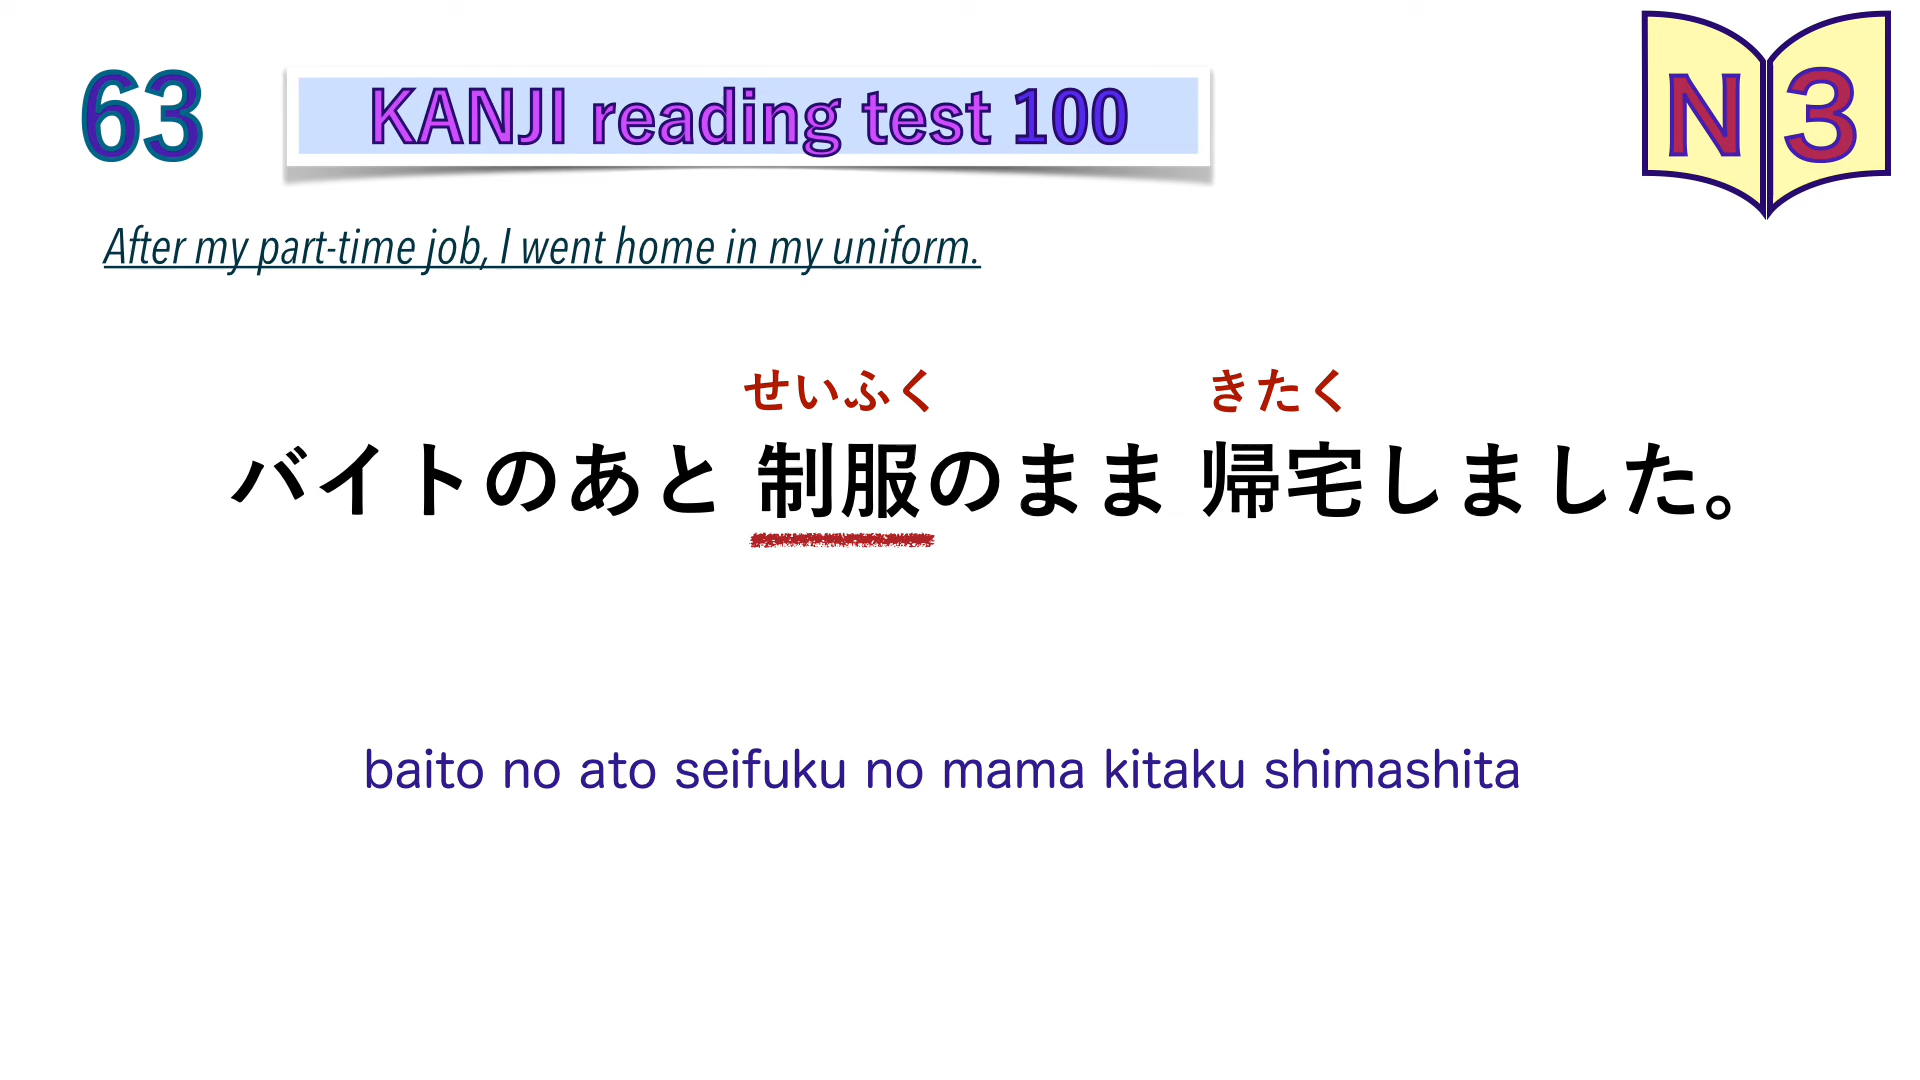 63
KANJI reading test 100
N3
After my part-time job, I went home in my uniform.
せいふく きたく
バイトのあと 制服のまま 帰宅しました。
baito no ato seifuku no mama kitaku shimashita